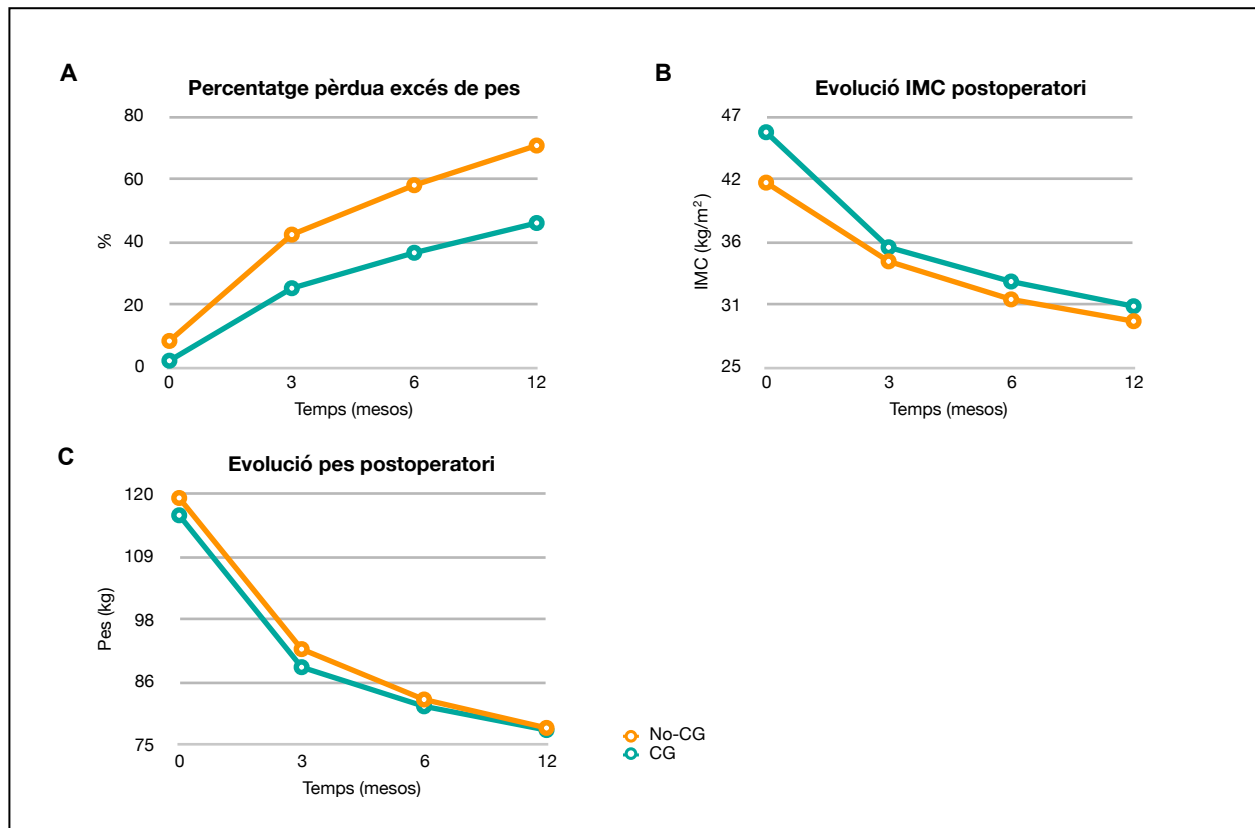 A
Percentatge pèrdua excés de pes
80
60
40
20
0
%
0 3 6 12
Temps (mesos)
B
Evolució IMC postoperatori
47
42
36
31
25
IMC (kg/m²)
0 3 6 12
Temps (mesos)
C
Evolució pes postoperatori
120
109
98
86
75
Pes (kg)
0 3 6 12
Temps (mesos)
No-CG
CG